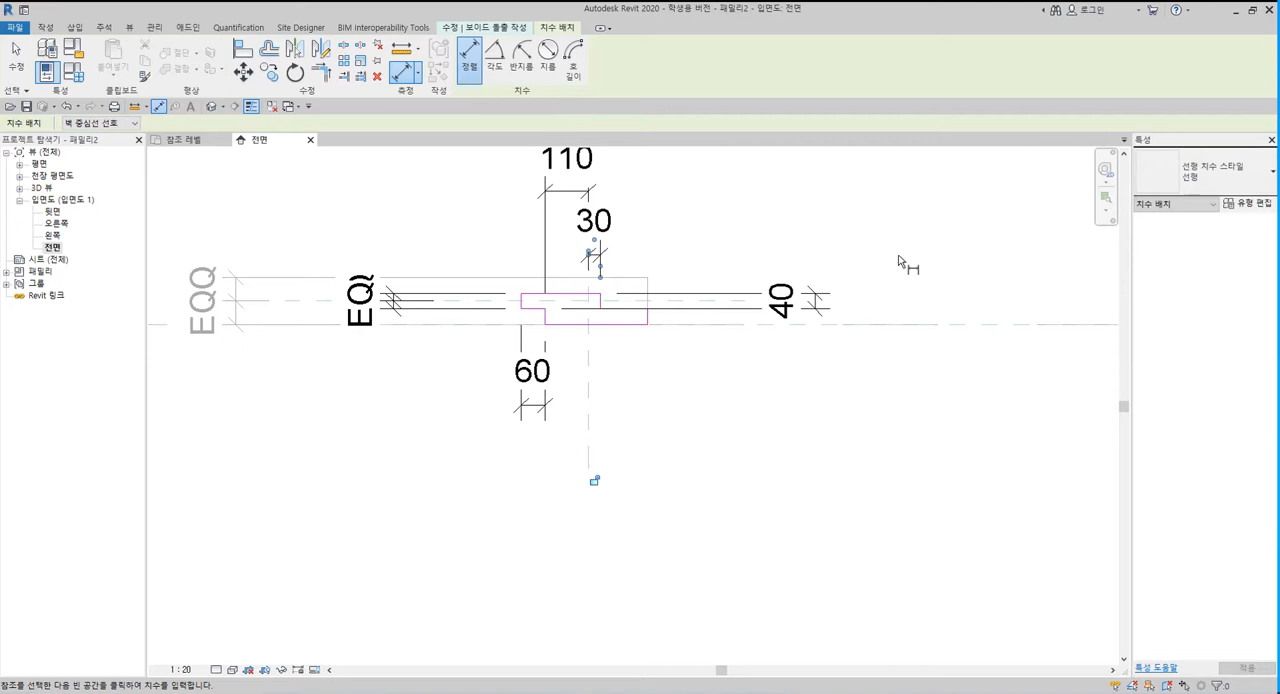 Autodesk Revit 2020 - 학생용 버전 - 패밀리2 - 입면도: 전면
로그인
파일 작성 삽입 주석 뷰 관리 애드인 Quantification Site Designer BIM Interoperability Tools 수정 | 보이드 돌출 작성 치수 배치
수정
붙여넣기
절단
결합
정렬 각도 반지름 지름 호 길이
선택 특성 클립보드 형상 수정 측정 작성 치수
치수 배치 벽 중심선 선호
프로젝트 탐색기 - 패밀리2
참조 레벨
전면
특성
뷰 (전체)
평면
천장 평면도
3D 뷰
입면도 (입면도 1)
뒷면
오른쪽
왼쪽
전면
시트 (전체)
패밀리
그룹
Revit 링크
선형 치수 스타일
선형
치수 배치
유형 편집
110
30
EQQ
40
60
1 : 20
특성 도움말
적용
참조를 선택한 다음 빈 공간을 클릭하여 치수를 입력합니다.
:0